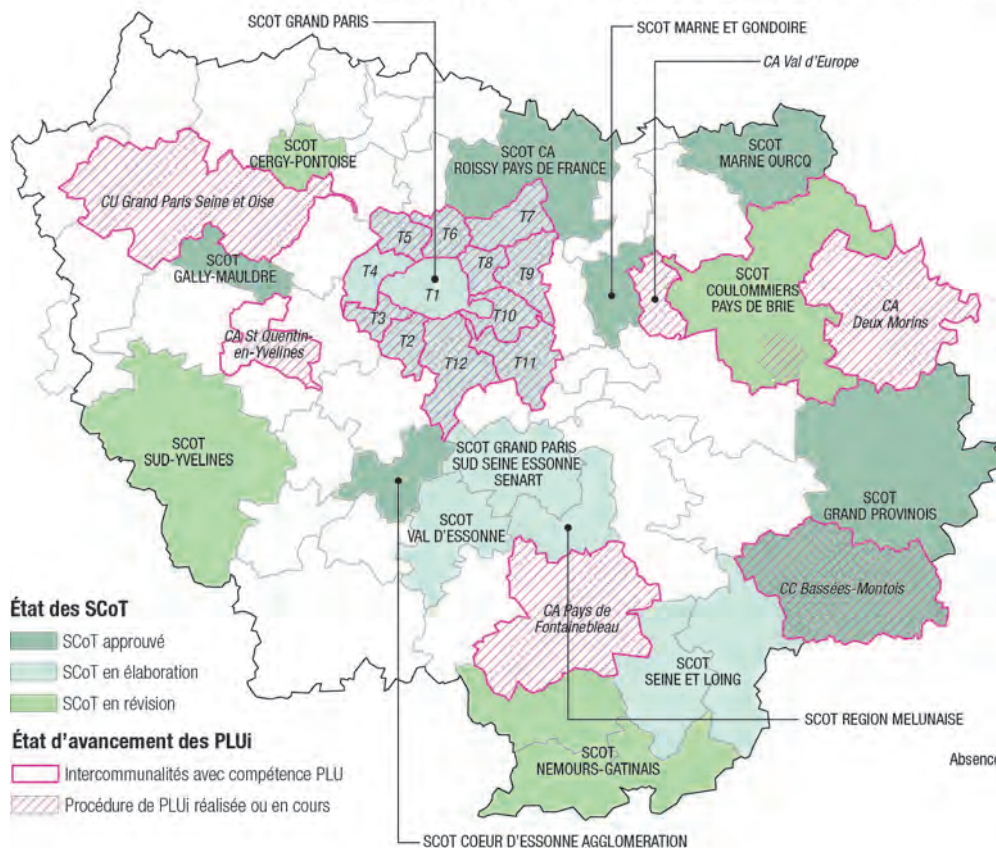 SCOT GRAND PARIS
SCOT MARNE ET GONDOIRE
CA Val d'Europe
SCOT
CERGY-PONTOISE
SCOT CA
ROISSY PAYS DE FRANCE
SCOT
MARNE OURCQ
CU Grand Paris Seine et Oise
T7
T5
T6
SCOT
GALLY-MAULDRE
T4
T8
T9
T1
SCOT
COULOMMIERS
PAYS DE BRIE
CA
Deux Morins
CA St Quentin-
en-Yvelines
T3
T2
T10
T12
T11
SCOT
SUD-YVELINES
SCOT GRAND PARIS
SUD SEINE ESSONNE
SENART
SCOT
GRAND PROVINOIS
SCOT
VAL D'ESSONNE
CC Bassées-Montois
CA Pays de
Fontainebleau
État des SCoT
SCoT approuvé
SCoT en élaboration
SCoT en révision
SCOT
SEINE ET LOING
SCOT REGION MELUNAISE
État d'avancement des PLUi
Intercommunalités avec compétence PLU
Procédure de PLUi réalisée ou en cours
SCOT
NEMOURS-GATINAIS
Absence
SCOT COEUR D'ESSONNE AGGLOMERATION